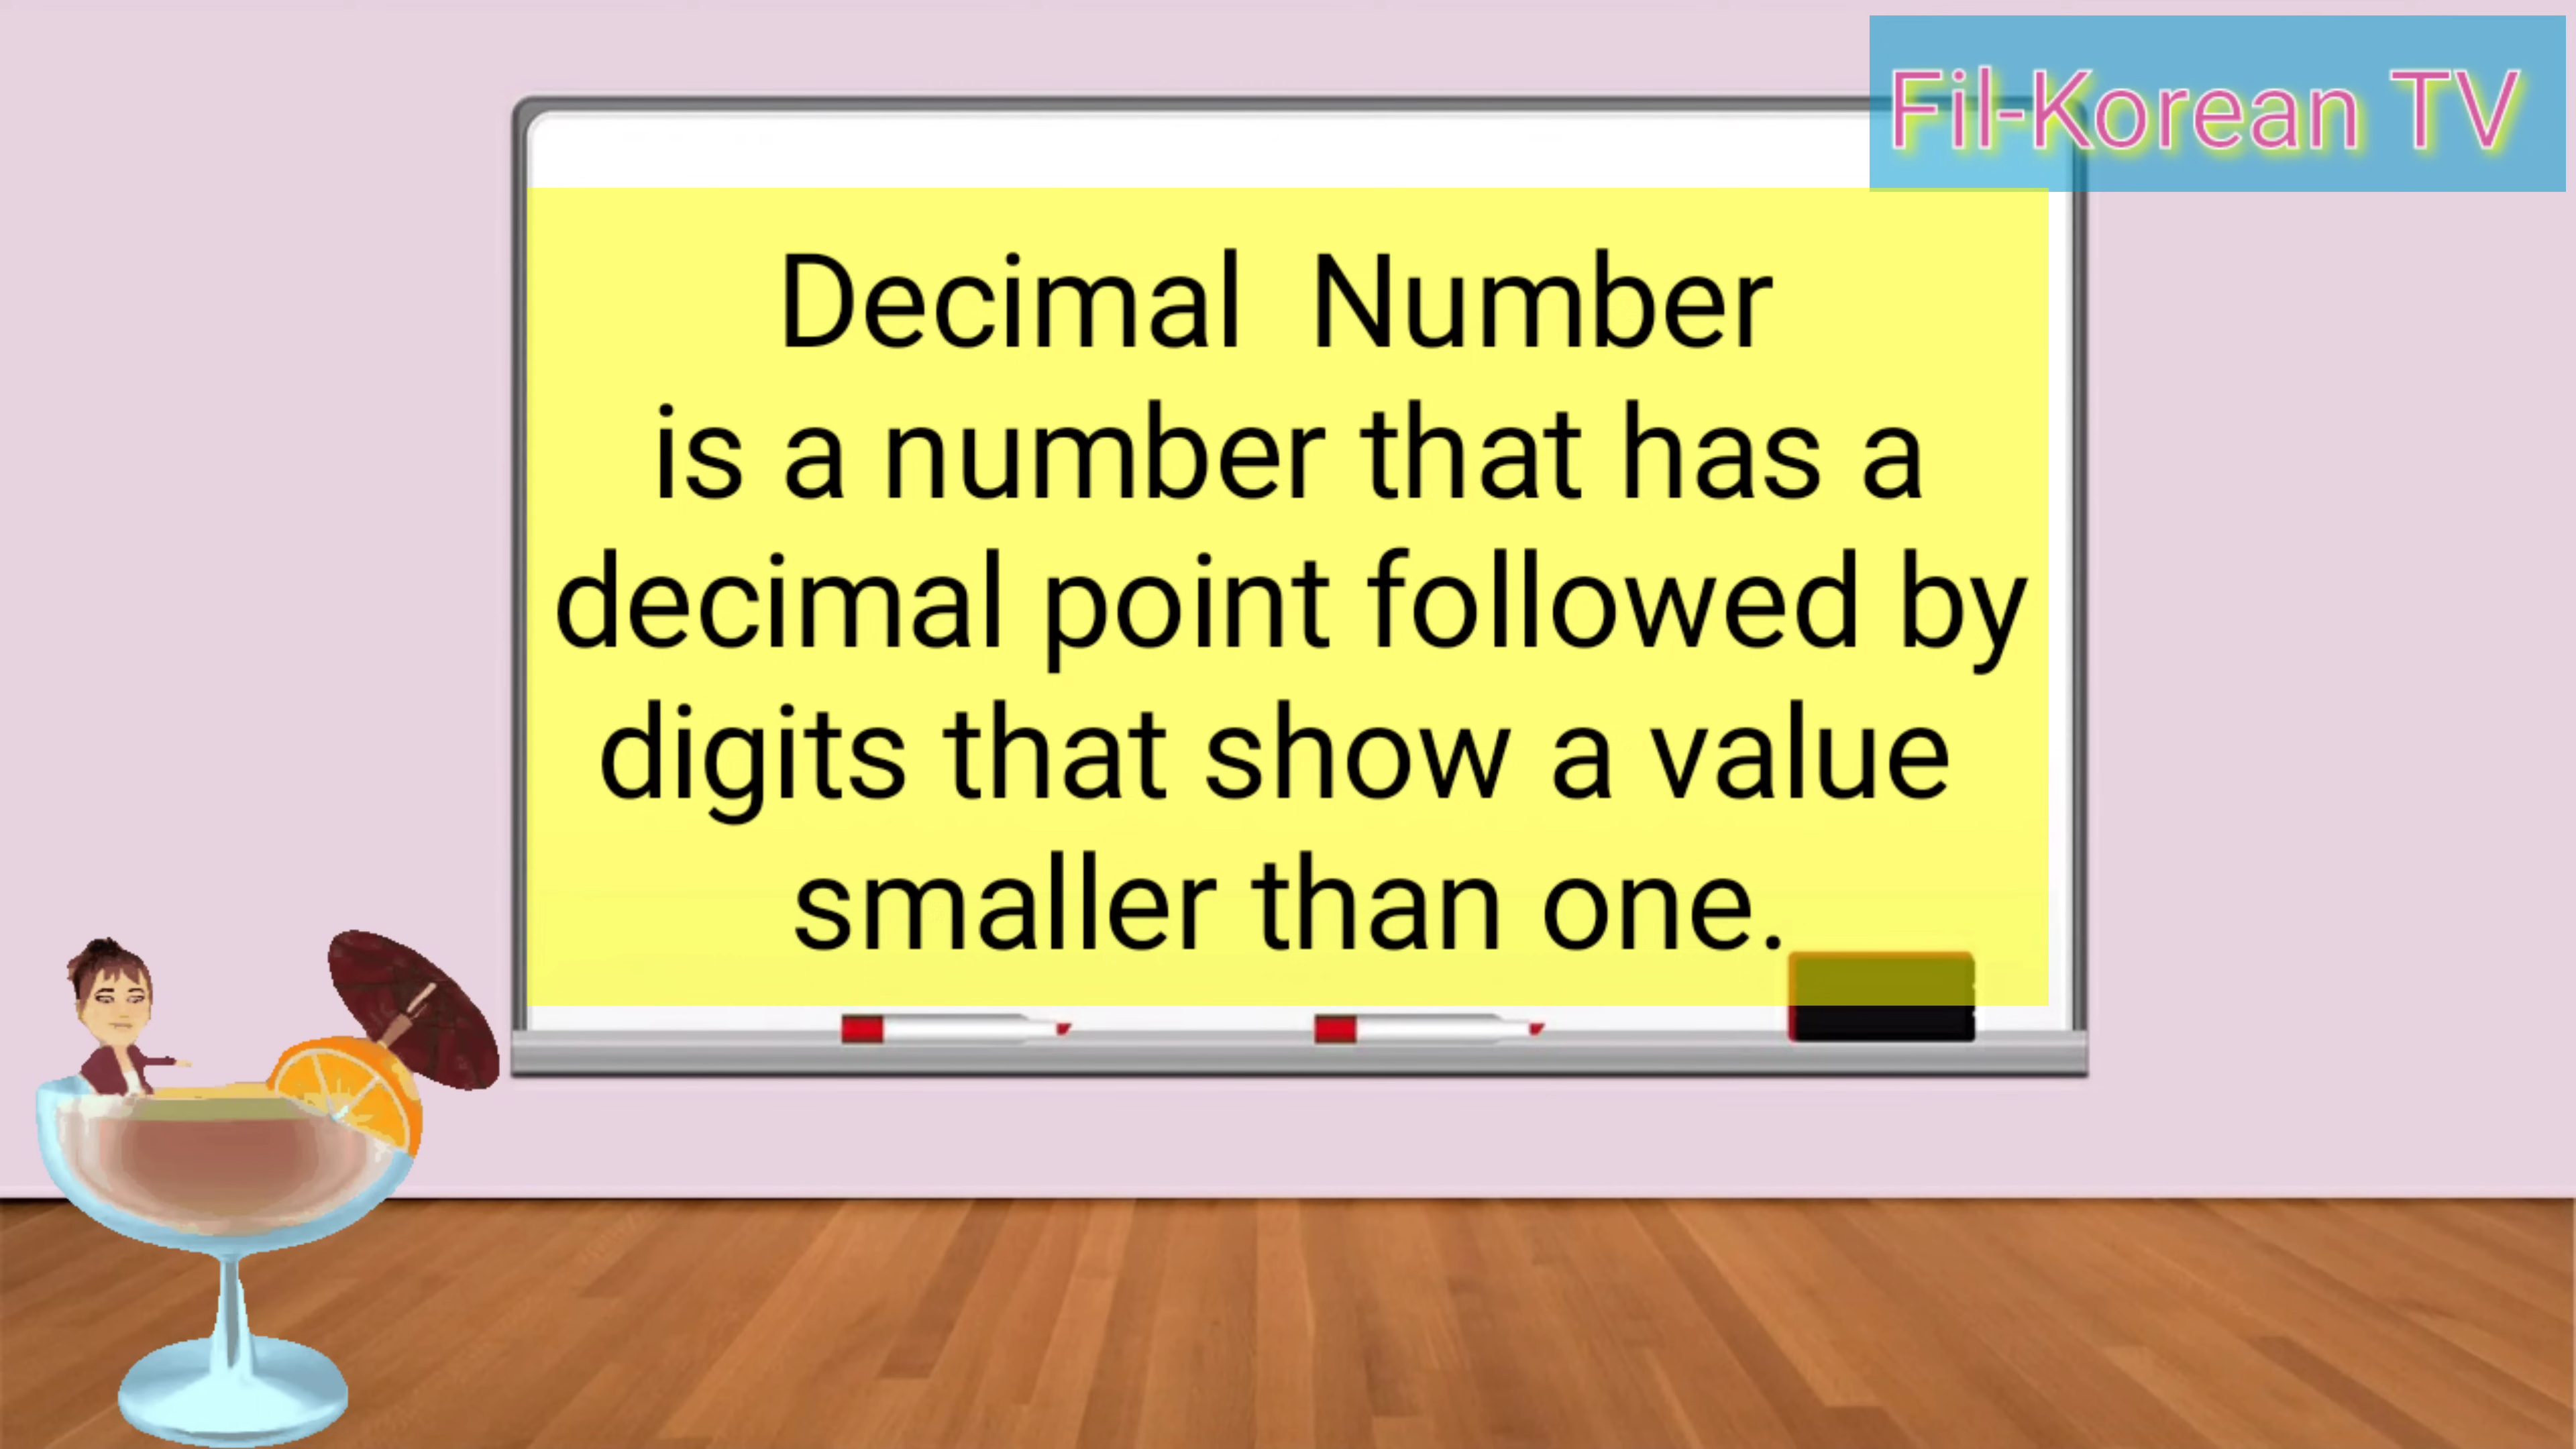 Fil-Korean TV
Decimal Number
is a number that has a
decimal point followed by
digits that show a value
smaller than one.